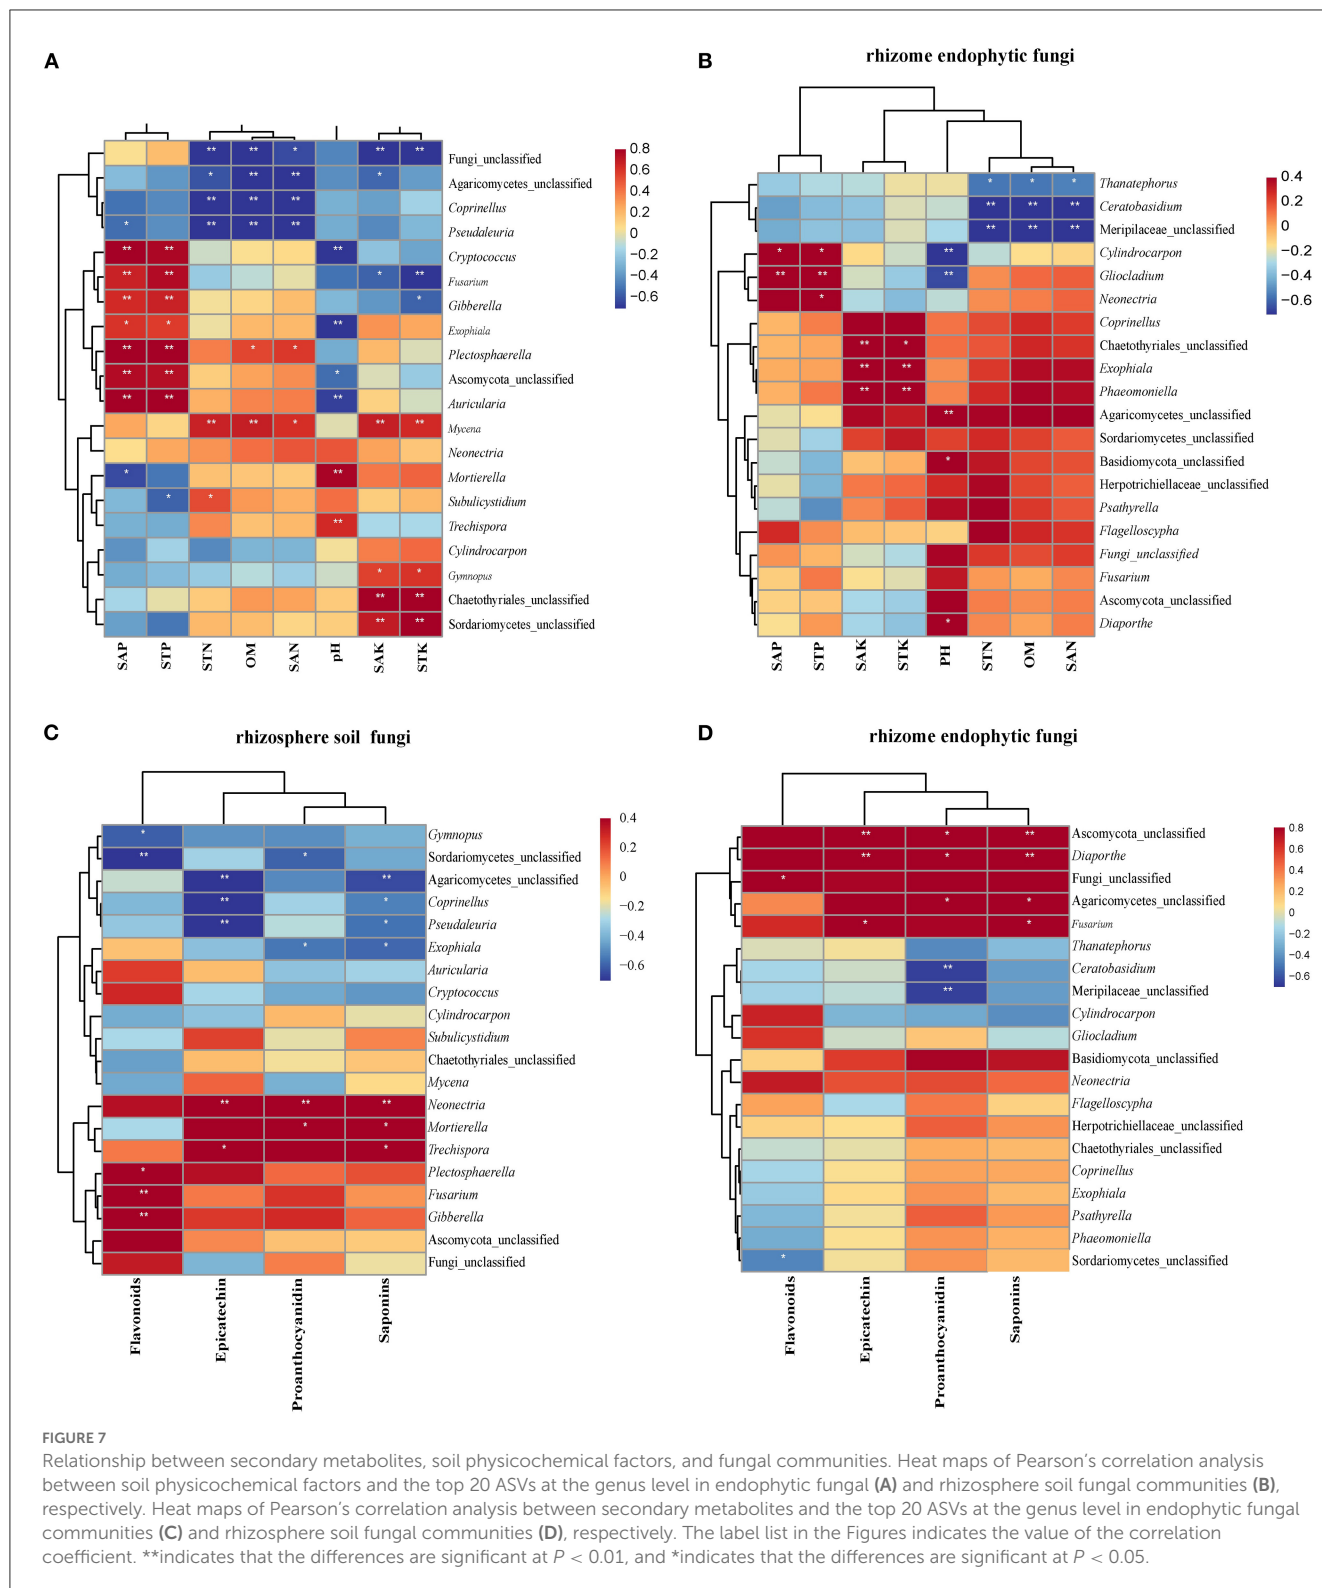 A
0.8
0.6
0.4
0.2
0
−0.2
−0.4
−0.6
** ** * ** ** Fungi_unclassified
* ** ** * Agaricomycetes_unclassified
** ** ** Coprinellus
* ** ** ** Pseudaleuria
** ** ** Cryptococcus
** ** * ** Fusarium
** ** * Gibberella
* * ** Exophiala
** ** * * Plectosphaerella
** ** * Ascomycota_unclassified
** ** ** Auricularia
** ** * ** ** Mycena
Neonectria
* ** Mortierella
* * Subulicystidium
** Trechispora
Cylindrocarpon
* * Gymnopus
** ** Chaetothyriales_unclassified
** ** Sordariomycetes_unclassified
SAP STP STN OM SAN pH SAK STK
B
rhizome endophytic fungi
0.4
0.2
0
−0.2
−0.4
−0.6
* * * Thanatephorus
** ** ** Ceratobasidium
** ** ** Meripilaceae_unclassified
* * ** Cylindrocarpon
** ** ** Gliocladium
* Neonectria
Coprinellus
** * Chaetothyriales_unclassified
** ** Exophiala
** ** Phaeomoniella
** Agaricomycetes_unclassified
Sordariomycetes_unclassified
* Basidiomycota_unclassified
Herpotrichiellaceae_unclassified
Psathyrella
Flagelloscypha
Fungi_unclassified
Fusarium
Ascomycota_unclassified
* Diaporthe
SAP STP SAK STK PH STN OM SAN
C
rhizosphere soil fungi
0.4
0.2
0
−0.2
−0.4
−0.6
* Gymnopus
** * Sordariomycetes_unclassified
** ** Agaricomycetes_unclassified
** * Coprinellus
** * Pseudaleuria
* * Exophiala
Auricularia
Cryptococcus
Cylindrocarpon
Subulicystidium
Chaetothyriales_unclassified
Mycena
** ** ** Neonectria
* * Mortierella
* * Trechispora
* Plectosphaerella
** Fusarium
** Gibberella
Ascomycota_unclassified
Fungi_unclassified
Flavonoids Epicatechin Proanthocyanidin Saponins
D
rhizome endophytic fungi
0.8
0.6
0.4
0.2
0
−0.2
−0.4
−0.6
** * ** Ascomycota_unclassified
** * ** Diaporthe
* Fungi_unclassified
* * Agaricomycetes_unclassified
* * Fusarium
Thanatephorus
** Ceratobasidium
** Meripilaceae_unclassified
Cylindrocarpon
Gliocladium
Basidiomycota_unclassified
Neonectria
Flagelloscypha
Herpotrichiellaceae_unclassified
Chaetothyriales_unclassified
Coprinellus
Exophiala
Psathyrella
Phaeomoniella
* Sordariomycetes_unclassified
Flavonoids Epicatechin Proanthocyanidin Saponins
FIGURE 7
Relationship between secondary metabolites, soil physicochemical factors, and fungal communities. Heat maps of Pearson's correlation analysis
between soil physicochemical factors and the top 20 ASVs at the genus level in endophytic fungal (A) and rhizosphere soil fungal communities (B),
respectively. Heat maps of Pearson's correlation analysis between secondary metabolites and the top 20 ASVs at the genus level in endophytic fungal
communities (C) and rhizosphere soil fungal communities (D), respectively. The label list in the Figures indicates the value of the correlation
coefficient. **indicates that the differences are significant at P < 0.01, and *indicates that the differences are significant at P < 0.05.